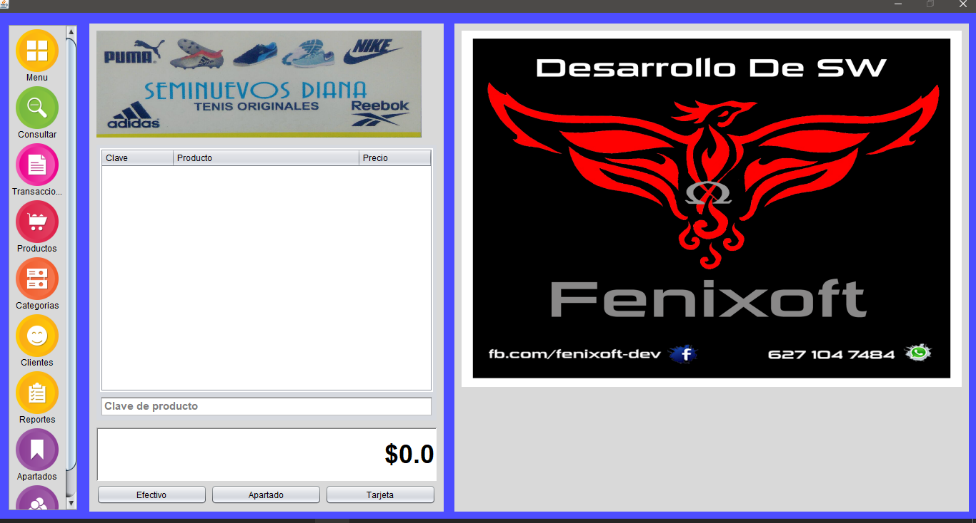 Menu
Consultar
Transaccio...
Productos
Categorias
Clientes
Reportes
Apartados
PUMA
NIKE
SEMINUEVOS DIANA
TENIS ORIGINALES
adidas
Reebok
Clave Producto Precio
Clave de producto
$0.0
Efectivo Apartado Tarjeta
Desarrollo De SW
Ω
Fenixoft
fb.com/fenixoft-dev f 627 104 7484